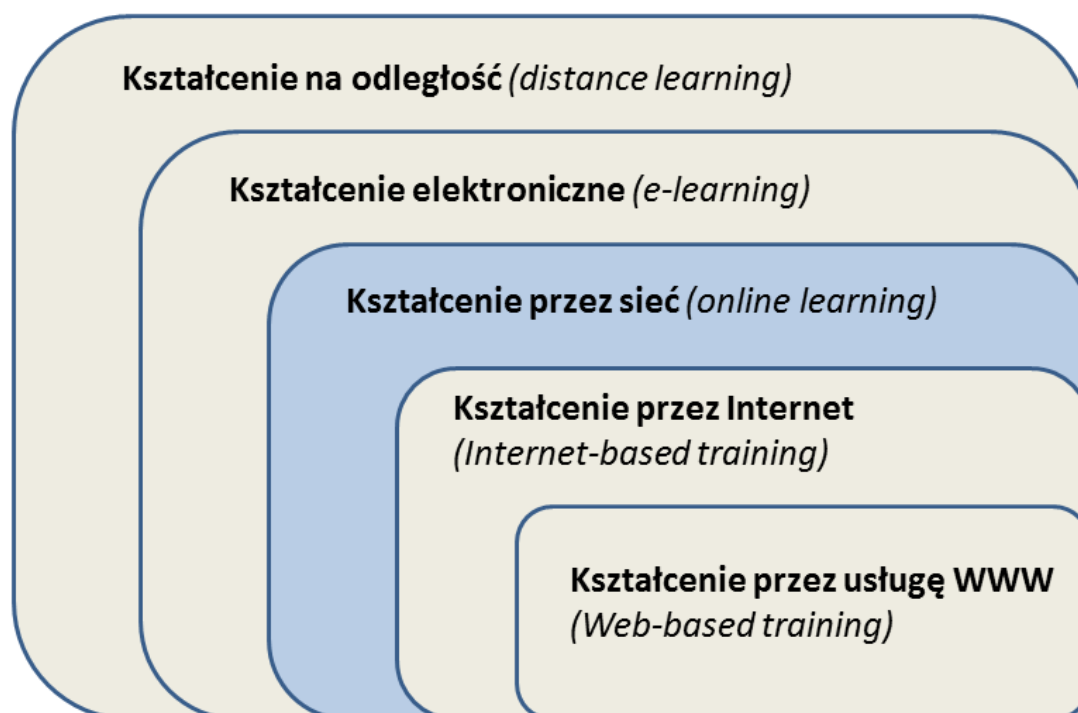 Kształcenie na odległość (distance learning)
Kształcenie elektroniczne (e-learning)
Kształcenie przez sieć (online learning)
Kształcenie przez Internet
(Internet-based training)
Kształcenie przez usługę WWW
(Web-based training)